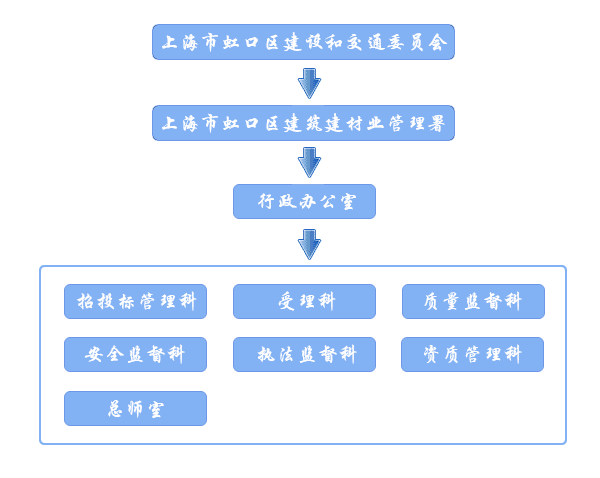 上海市虹口区建设和交通委员会
上海市虹口区建筑建材业管理署
行政办公室
招投标管理科 受理科 质量监督科
安全监督科 执法监督科 资质管理科
总师室